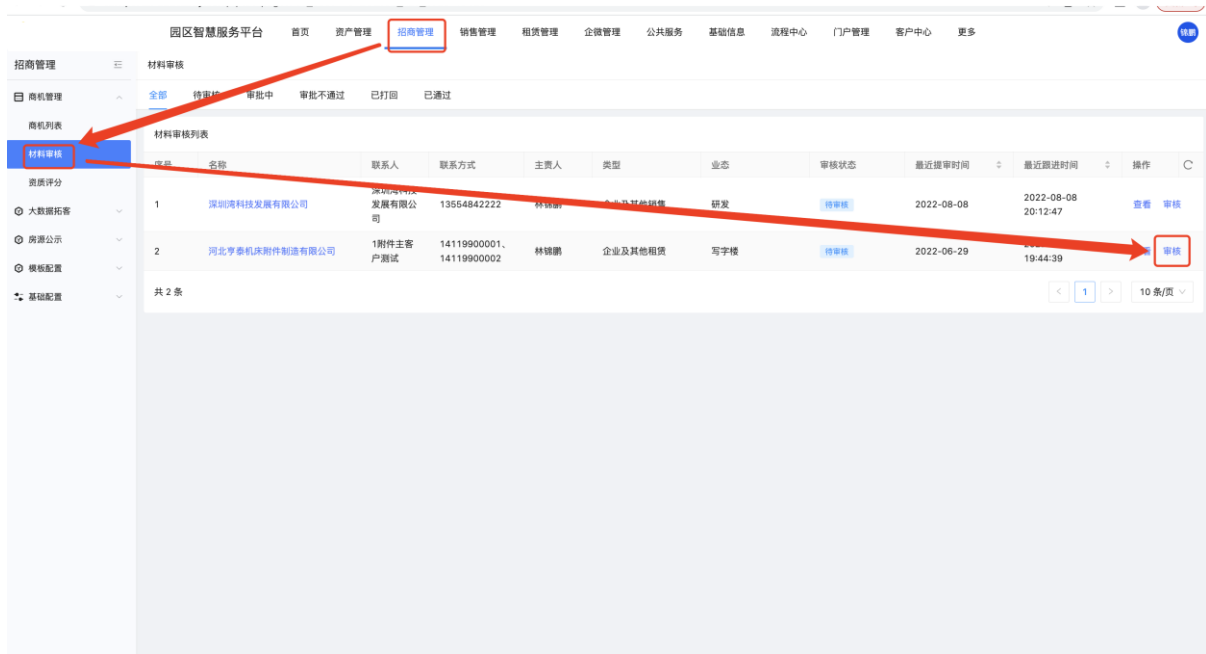 园区智慧服务平台 首页 资产管理 招商管理 销售管理 租赁管理 企微管理 公共服务 基础信息 流程中心 门户管理 客户中心 更多 锦鹏
招商管理 材料审核
商机管理 全部 待审核 审批中 审批不通过 已打回 已通过
商机列表 材料审核列表
材料审核 序号 名称 联系人 联系方式 主责人 类型 业态 审核状态 最近提审时间 最近跟进时间 操作
资质评分
大数据拓客
房源公示
模板配置
基础配置
1 深圳湾科技发展有限公司 深圳湾科技 13554842222 林锦鹏 企业及其他销售 研发 待审核 2022-08-08 2022-08-08 查看 审核
发展有限公 20:12:47
司
2 河北亨泰机床附件制造有限公司 1附件主客 14119900001、 林锦鹏 企业及其他租赁 写字楼 待审核 2022-06-29 审核
户测试 14119900002 19:44:39
共 2 条 1 10 条/页